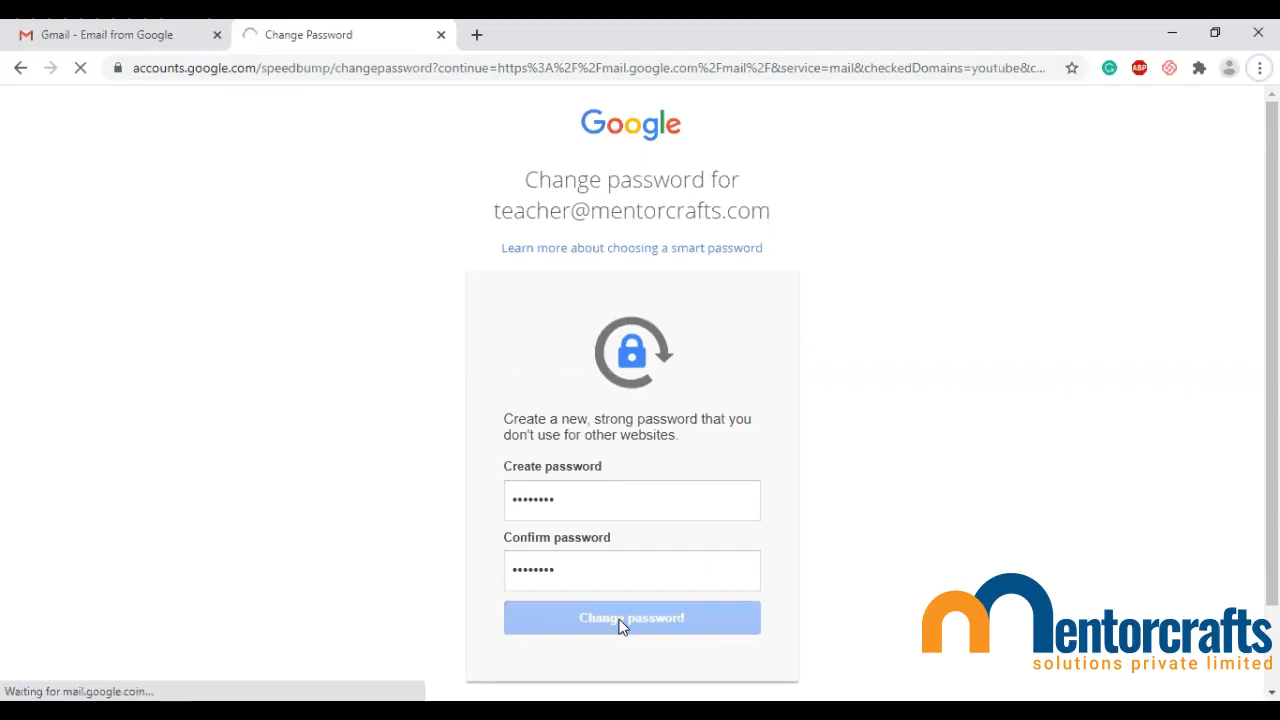 Gmail - Email from Google
Change Password
accounts.google.com/speedbump/changepassword?continue=https%3A%2F%2Fmail.google.com%2Fmail%2F&service=mail&checkedDomains=youtube&c...
ABP
Google
Change password for
teacher@mentorcrafts.com
Learn more about choosing a smart password
Create a new, strong password that you
don't use for other websites.
Create password
••••••••
Confirm password
••••••••
Change password
Mentorcrafts
solutions private limited
Waiting for mail.google.com...